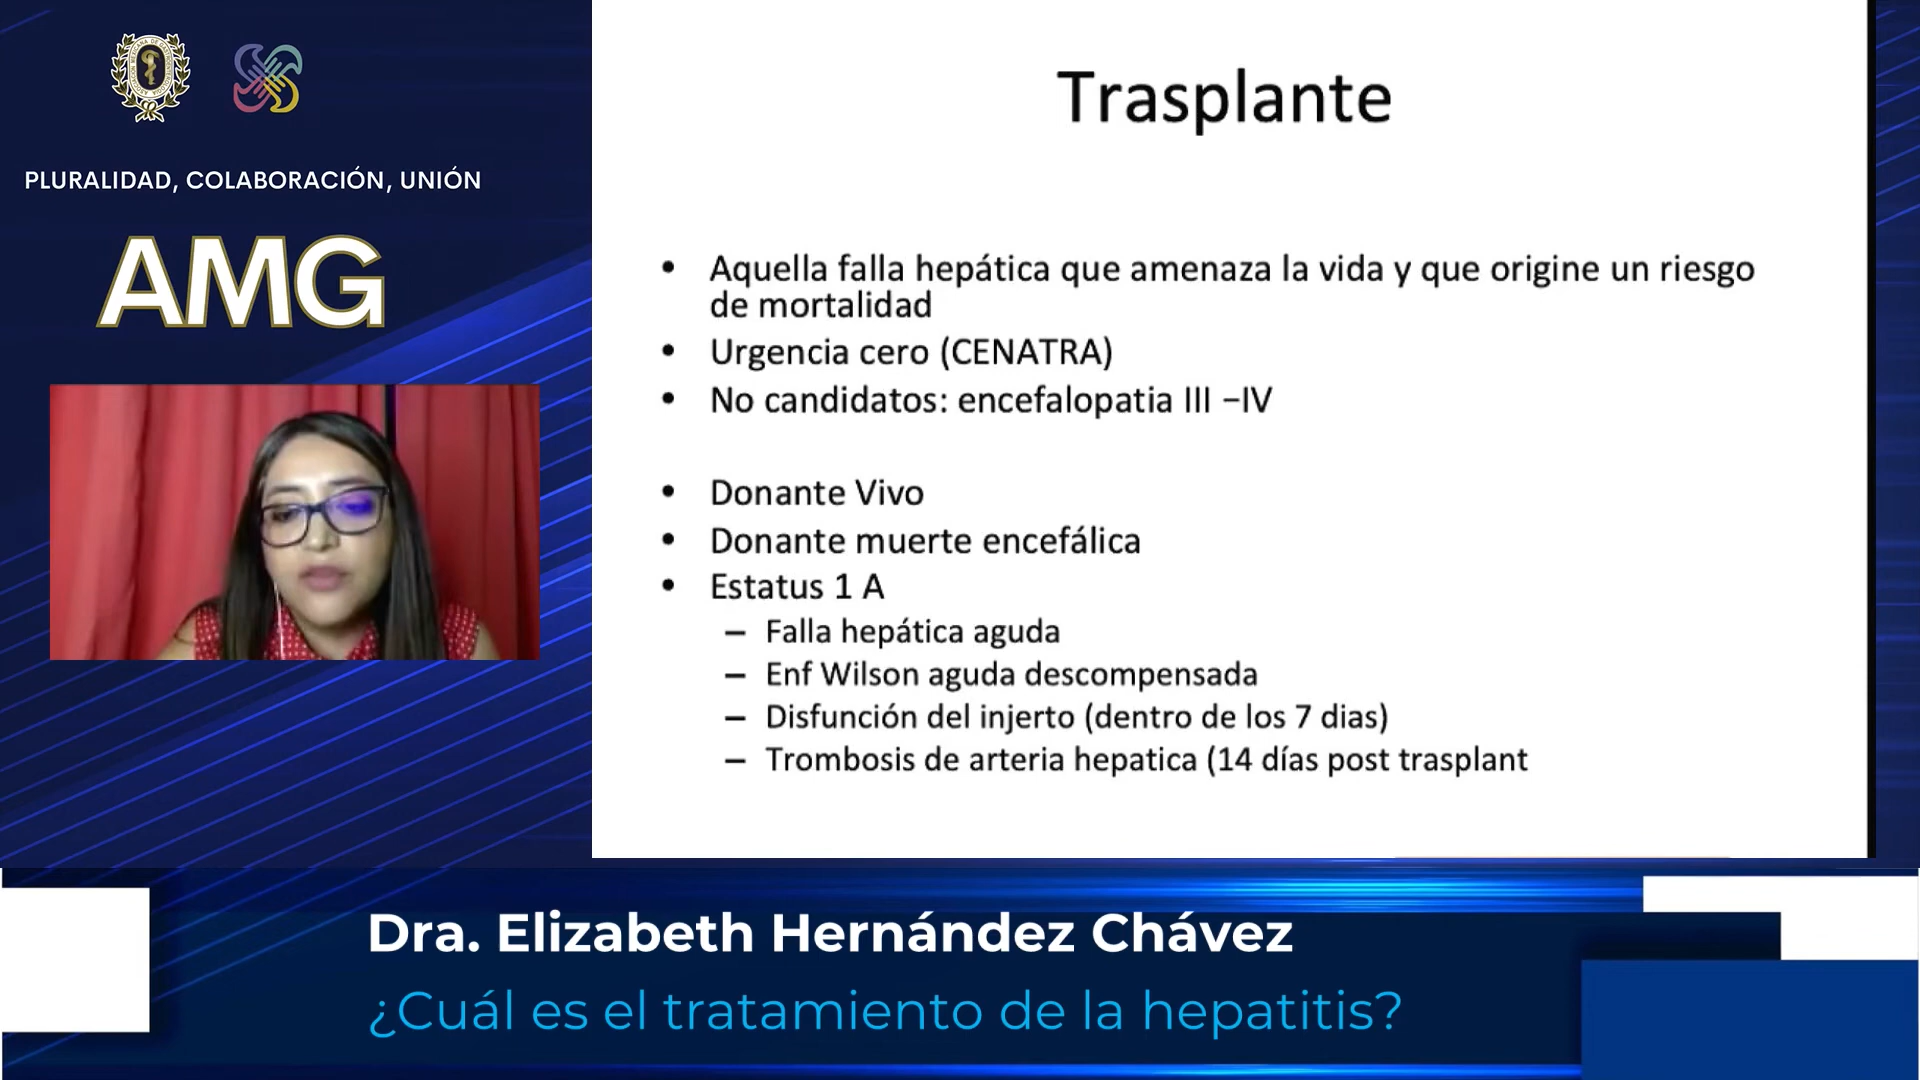 PLURALIDAD, COLABORACIÓN, UNIÓN
AMG
Trasplante
• Aquella falla hepática que amenaza la vida y que origine un riesgo
de mortalidad
• Urgencia cero (CENATRA)
• No candidatos: encefalopatia III –IV
• Donante Vivo
• Donante muerte encefálica
• Estatus 1 A
– Falla hepática aguda
– Enf Wilson aguda descompensada
– Disfunción del injerto (dentro de los 7 dias)
– Trombosis de arteria hepatica (14 días post trasplant
Dra. Elizabeth Hernández Chávez
¿Cuál es el tratamiento de la hepatitis?